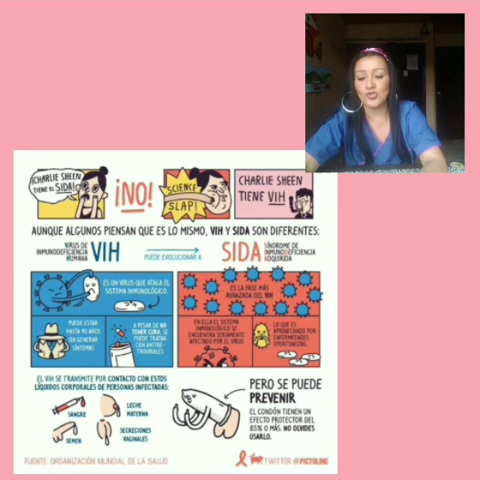 ¡CHARLIE SHEEN
TIENE EL SIDA!
¡NO!
SCIENCE
SLAP!
CHARLIE SHEEN
TIENE VIH
AUNQUE ALGUNOS PIENSAN QUE ES LO MISMO, VIH Y SIDA SON DIFERENTES:
VIRUS DE
INMUNODEFICIENCIA
HUMANA
VIH
PUEDE EVOLUCIONAR A
SIDA
SÍNDROME DE
INMUNODEFICIENCIA
ADQUIRIDA
ES UN VIRUS QUE ATACA EL
SISTEMA INMUNOLÓGICO
ES LA FASE MÁS
AVANZADA DEL VIH
PUEDE ESTAR
HASTA 10 AÑOS
SIN GENERAR
SÍNTOMAS
A PESAR DE NO
TENER CURA, SE
PUEDE TRATAR
CON ANTIRE-
TROVIRALES
EN ELLA EL SISTEMA
INMUNOLÓGICO SE
ENCUENTRA SERIAMENTE
AFECTADO POR EL VIRUS
LO QUE ES
APROVECHADO POR
ENFERMEDADES
OPORTUNISTAS
EL VIH SE TRANSMITE POR CONTACTO CON ESTOS
LÍQUIDOS CORPORALES DE PERSONAS INFECTADAS:
SANGRE
LECHE
MATERNA
SEMEN
SECRECIONES
VAGINALES
PERO SE PUEDE
PREVENIR
EL CONDÓN TIENE UN
EFECTO PROTECTOR DEL
85% O MÁS. NO OLVIDES
USARLO.
FUENTE: ORGANIZACIÓN MUNDIAL DE LA SALUD
TWITTER @PICTOLINE